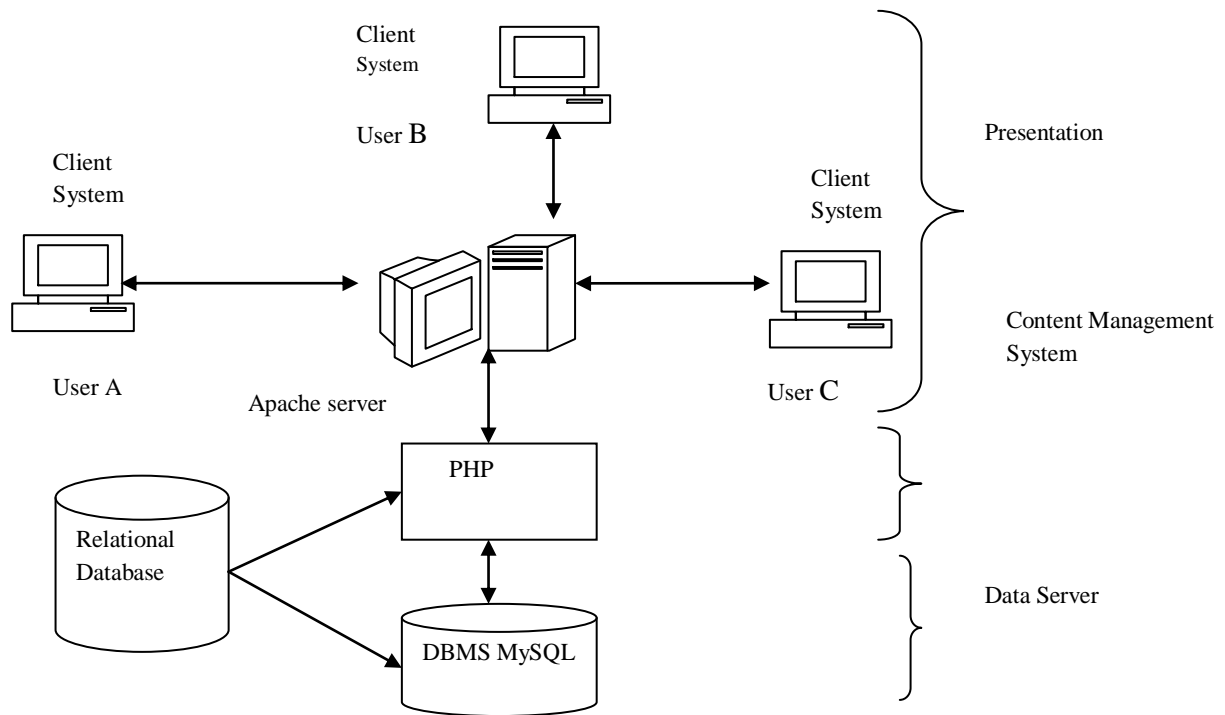 Client
System
User B
Presentation
Client
System
Client
System
Content Management
System
User A
User C
Apache server
PHP
Relational
Database
Data Server
DBMS MySQL